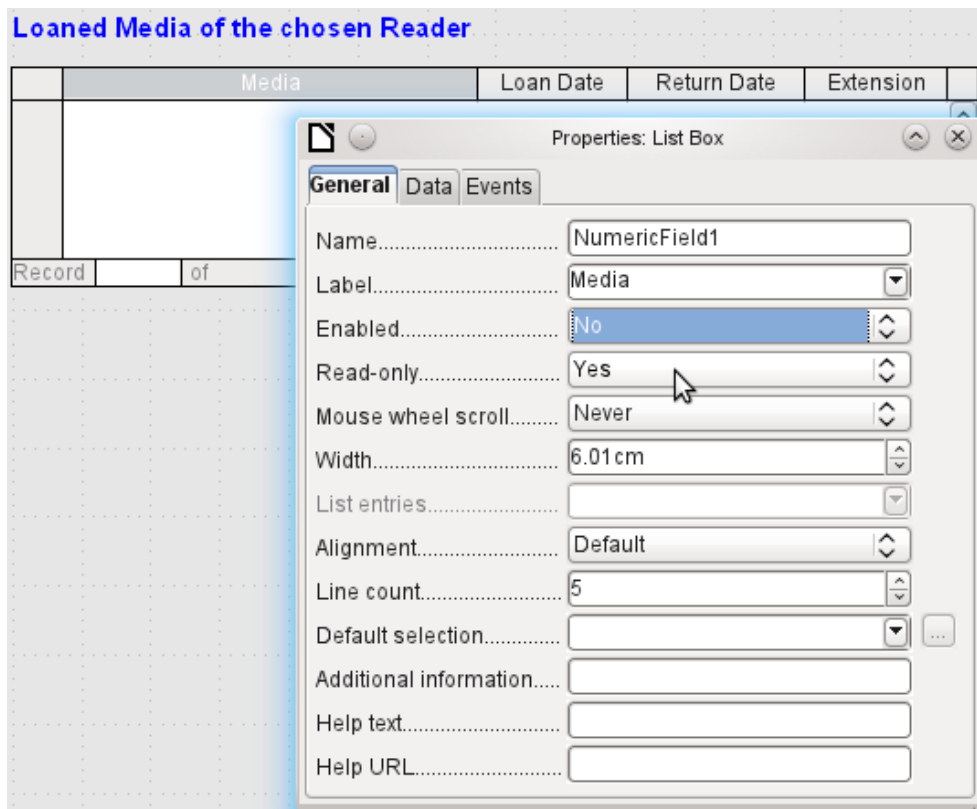 Loaned Media of the chosen Reader
Media Loan Date Return Date Extension
Properties: List Box
General Data Events
Name.............................. NumericField1
Record of
Label.............................. Media
Enabled.......................... No
Read-only....................... Yes
Mouse wheel scroll........ Never
Width.............................. 6.01cm
List entries.....................
Alignment....................... Default
Line count....................... 5
Default selection.............
Additional information.....
Help text.........................
Help URL.........................